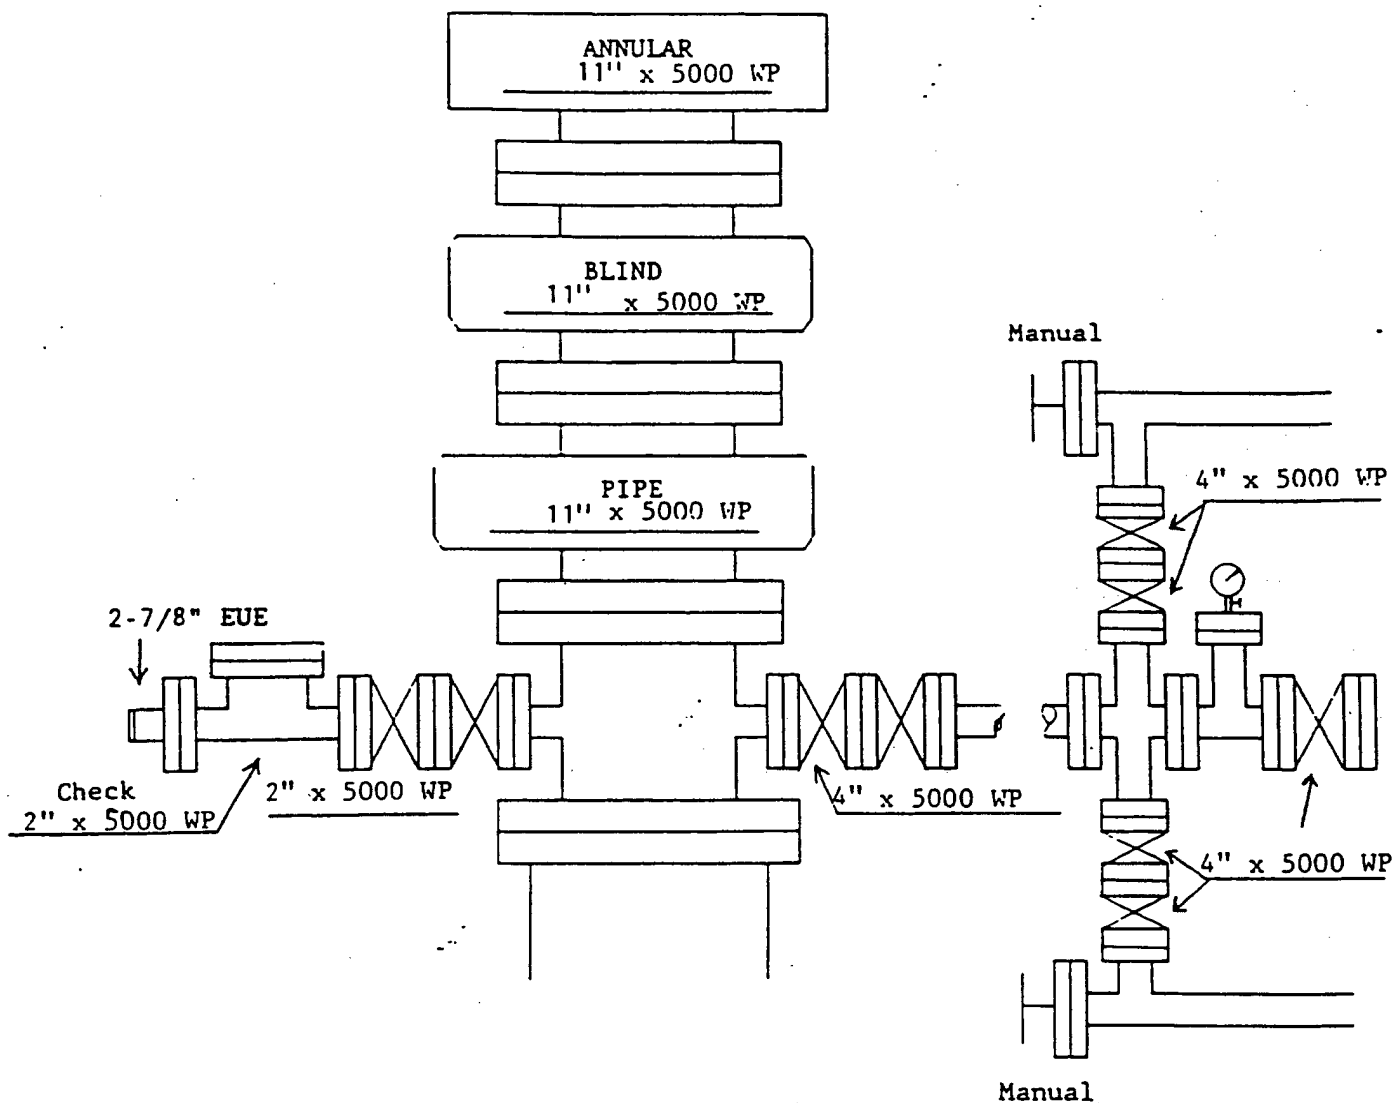 ANNULAR
11" x 5000 WP
BLIND
11" x 5000 WP
PIPE
11" x 5000 WP
Manual
4" x 5000 WP
2-7/8" EUE
Check
2" x 5000 WP
2" x 5000 WP
4" x 5000 WP
4" x 5000 WP
Manual